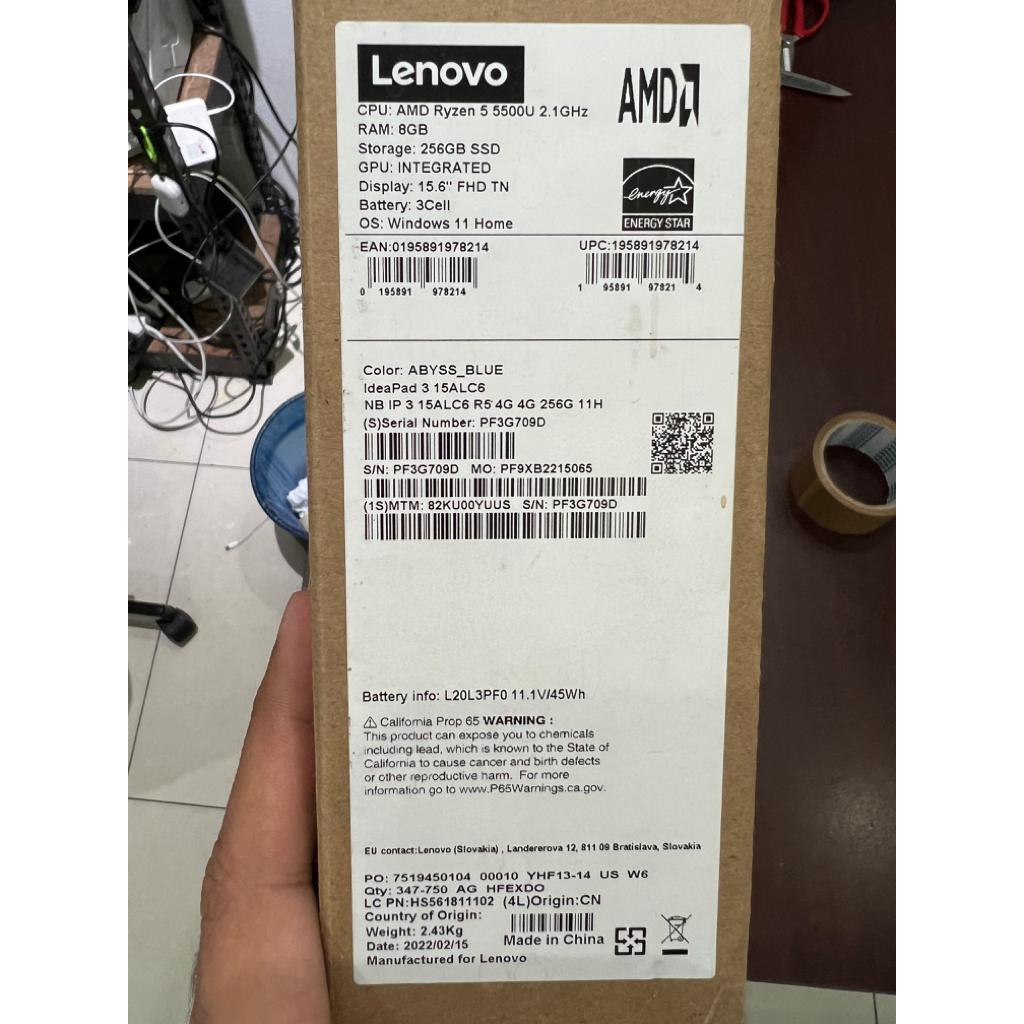 Lenovo
AMD
CPU: AMD Ryzen 5 5500U 2.1GHz
RAM: 8GB
Storage: 256GB SSD
GPU: INTEGRATED
Display: 15.6" FHD TN
Battery: 3Cell
OS: Windows 11 Home
energy
ENERGY STAR
EAN:0195891978214
UPC:195891978214
0 195891 978214
1 95891 97821 4
Color: ABYSS_BLUE
IdeaPad 3 15ALC6
NB IP 3 15ALC6 R5 4G 4G 256G 11H
(S)Serial Number: PF3G709D
S/N: PF3G709D MO: PF9XB2215065
(1S)MTM: 82KU00YUUS S/N: PF3G709D
Battery info: L20L3PF0 11.1V/45Wh
⚠ California Prop 65 WARNING :
This product can expose you to chemicals
including lead, which is known to the State of
California to cause cancer and birth defects
or other reproductive harm. For more
information go to www.P65Warnings.ca.gov.
EU contact:Lenovo (Slovakia) , Landererova 12, 811 09 Bratislava, Slovakia
PO: 7519450104 00010 YHF13-14 US W6
Qty: 347-750 AG HFEXDO
LC PN:HS561811102 (4L)Origin:CN
Country of Origin:
Weight: 2.43Kg
Made in China
Date: 2022/02/15
Manufactured for Lenovo